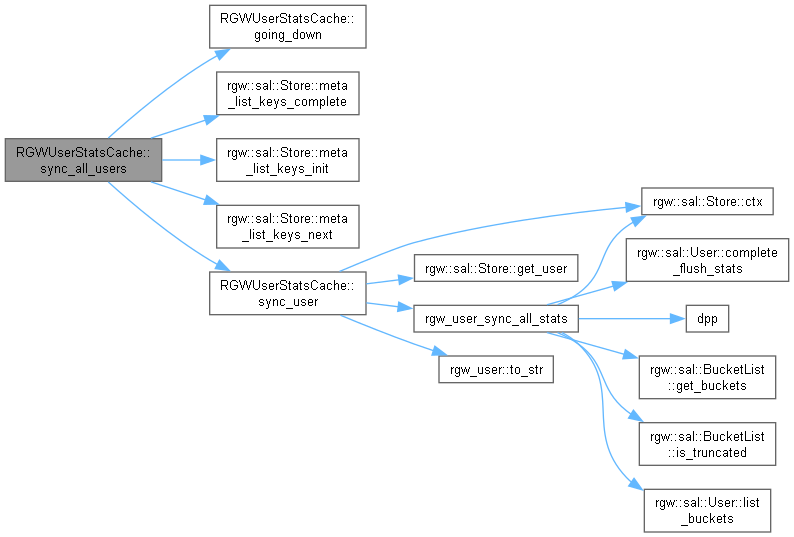 RGWUserStatsCache::
going_down
rgw::sal::Store::meta
_list_keys_complete
RGWUserStatsCache::
sync_all_users
rgw::sal::Store::meta
_list_keys_init
rgw::sal::Store::meta
_list_keys_next
RGWUserStatsCache::
sync_user
rgw::sal::Store::ctx
rgw::sal::Store::get_user
rgw::sal::User::complete
_flush_stats
rgw_user_sync_all_stats
dpp
rgw_user::to_str
rgw::sal::BucketList
::get_buckets
rgw::sal::BucketList
::is_truncated
rgw::sal::User::list
_buckets